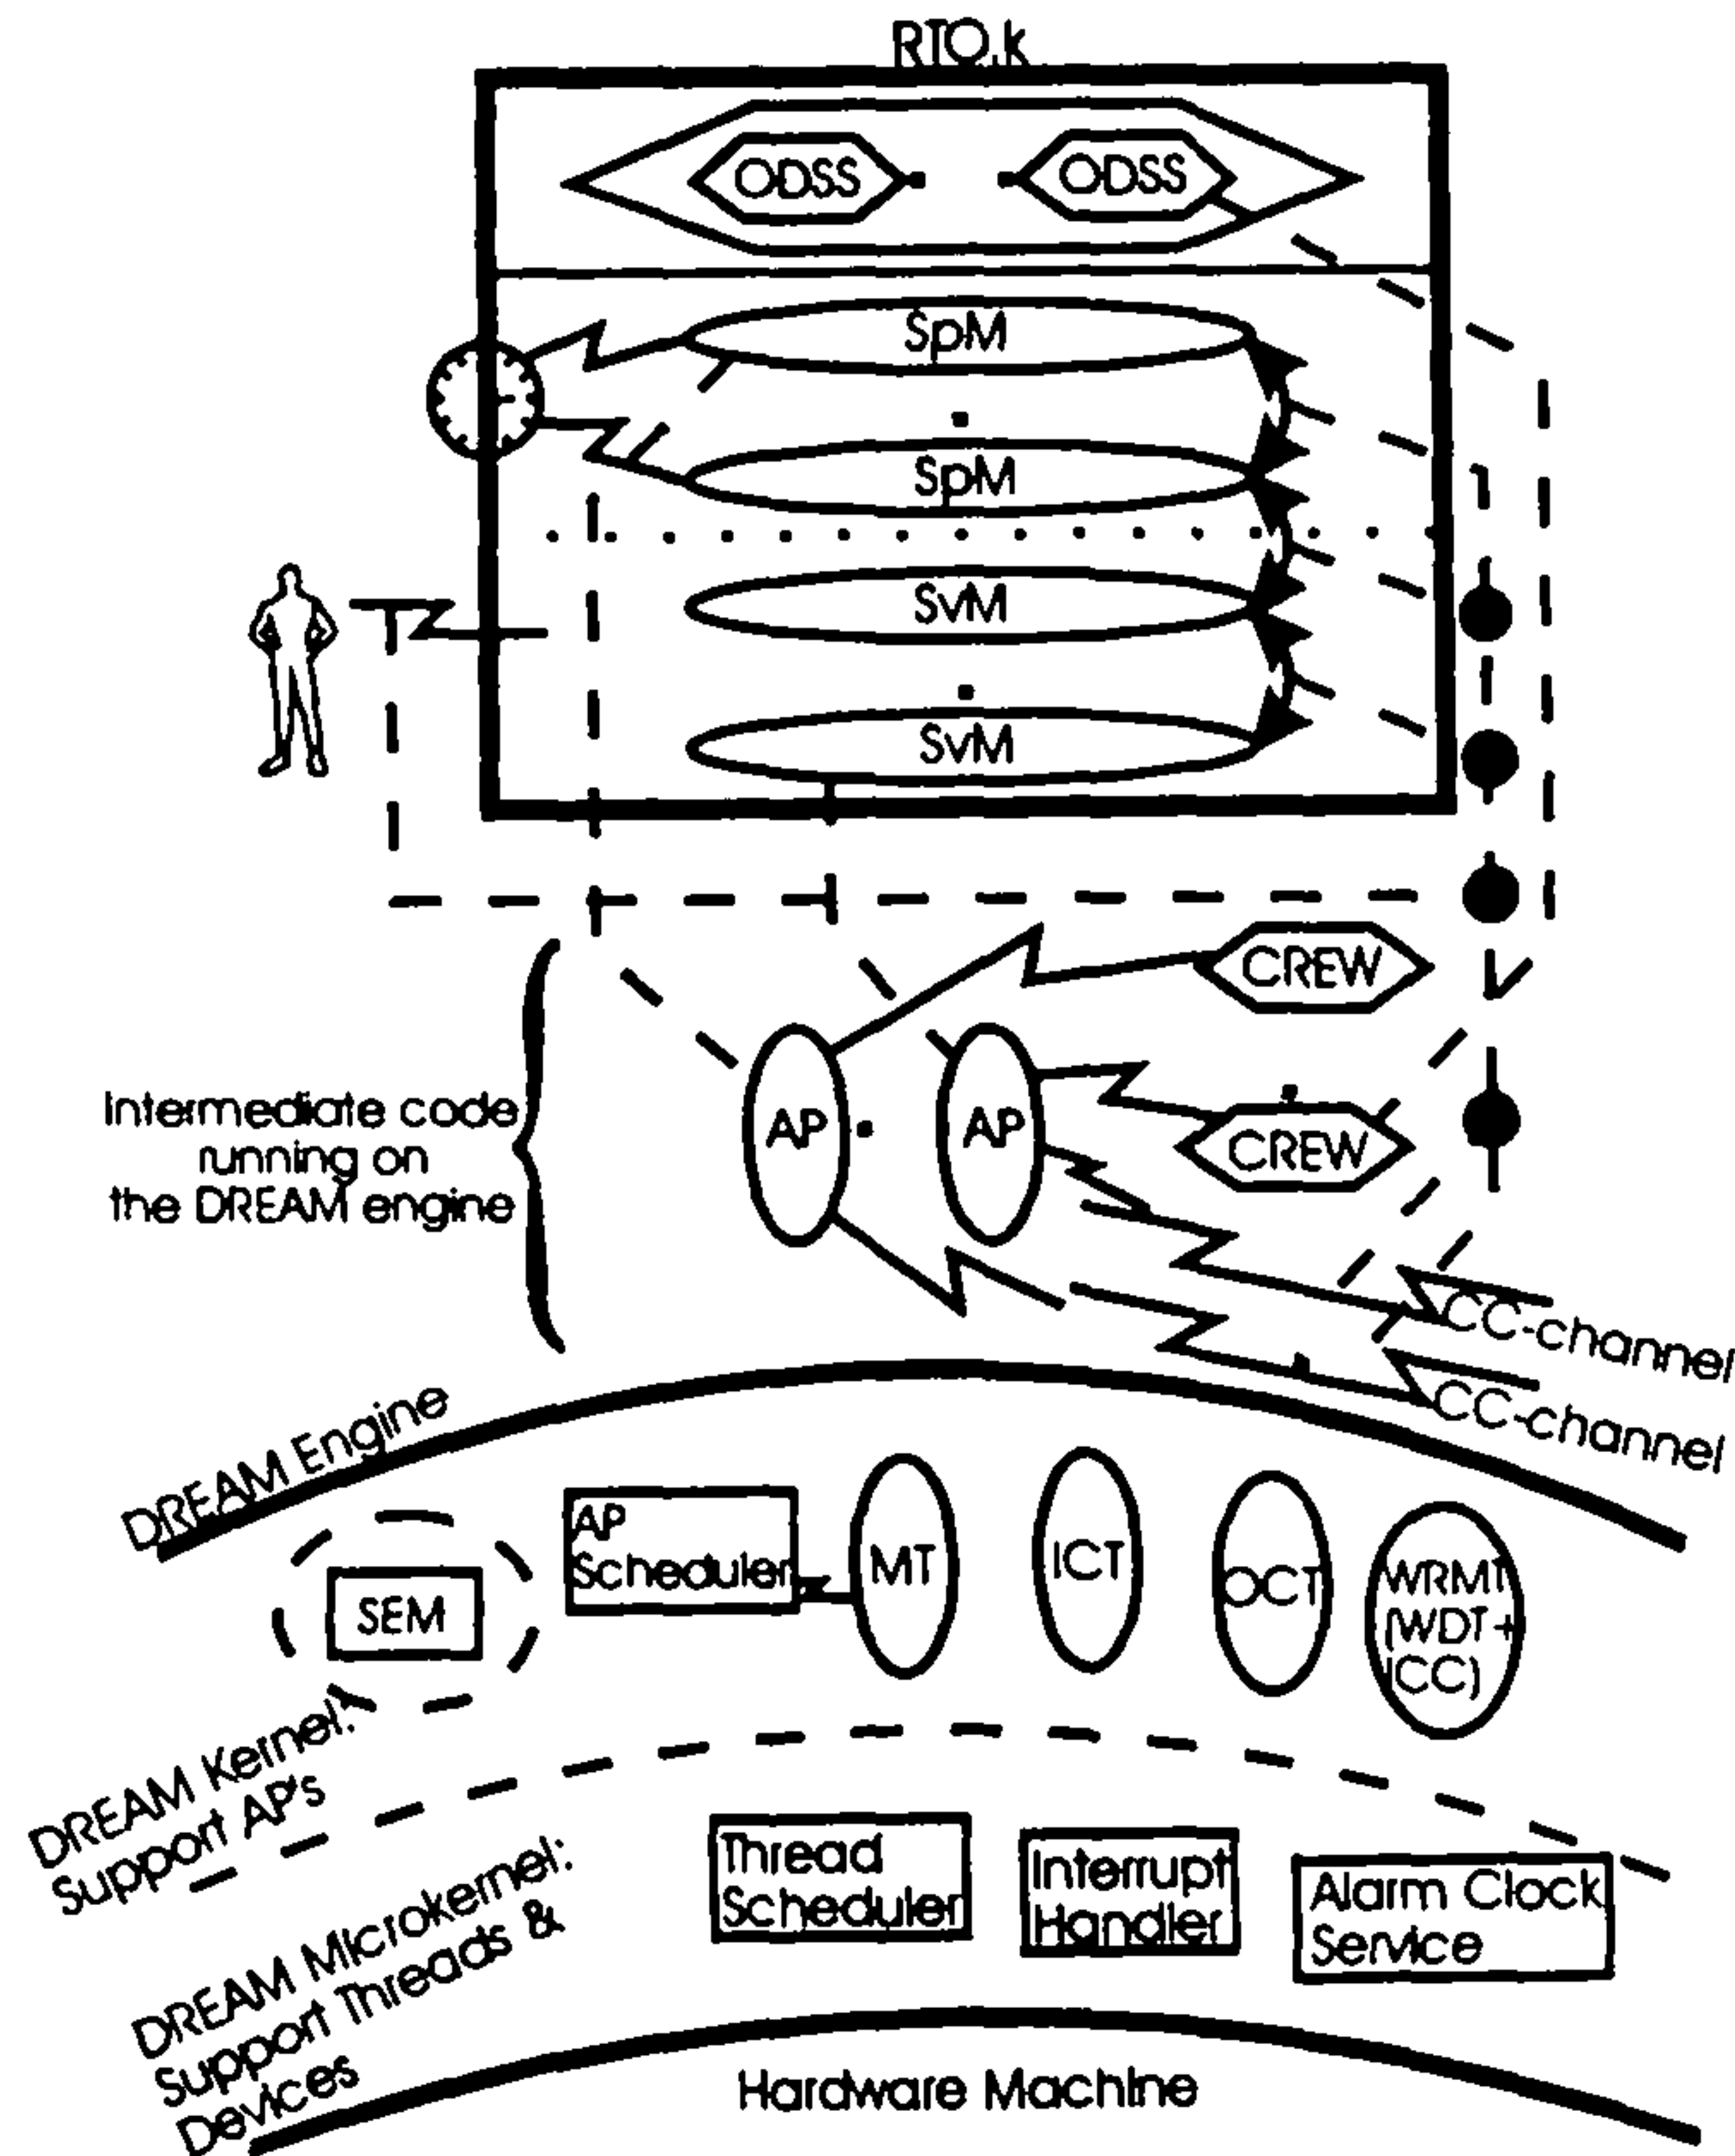 RTO.k
ODSS
ODSS
SpM
SpM
SvM
SvM
CREW
Intermediate code
running on
the DREAM engine
AP
AP
CREW
CC-channel
CC-channel
DREAM Engine
AP
Scheduler
MT
ICT
OCT
WRMT
(WDT+
ICC)
SEM
DREAM Kernel:
Support AP's
Thread
Scheduler
Interrupt
Handler
Alarm Clock
Service
DREAM Microkernel:
Support Threads &
Devices
Hardware Machine